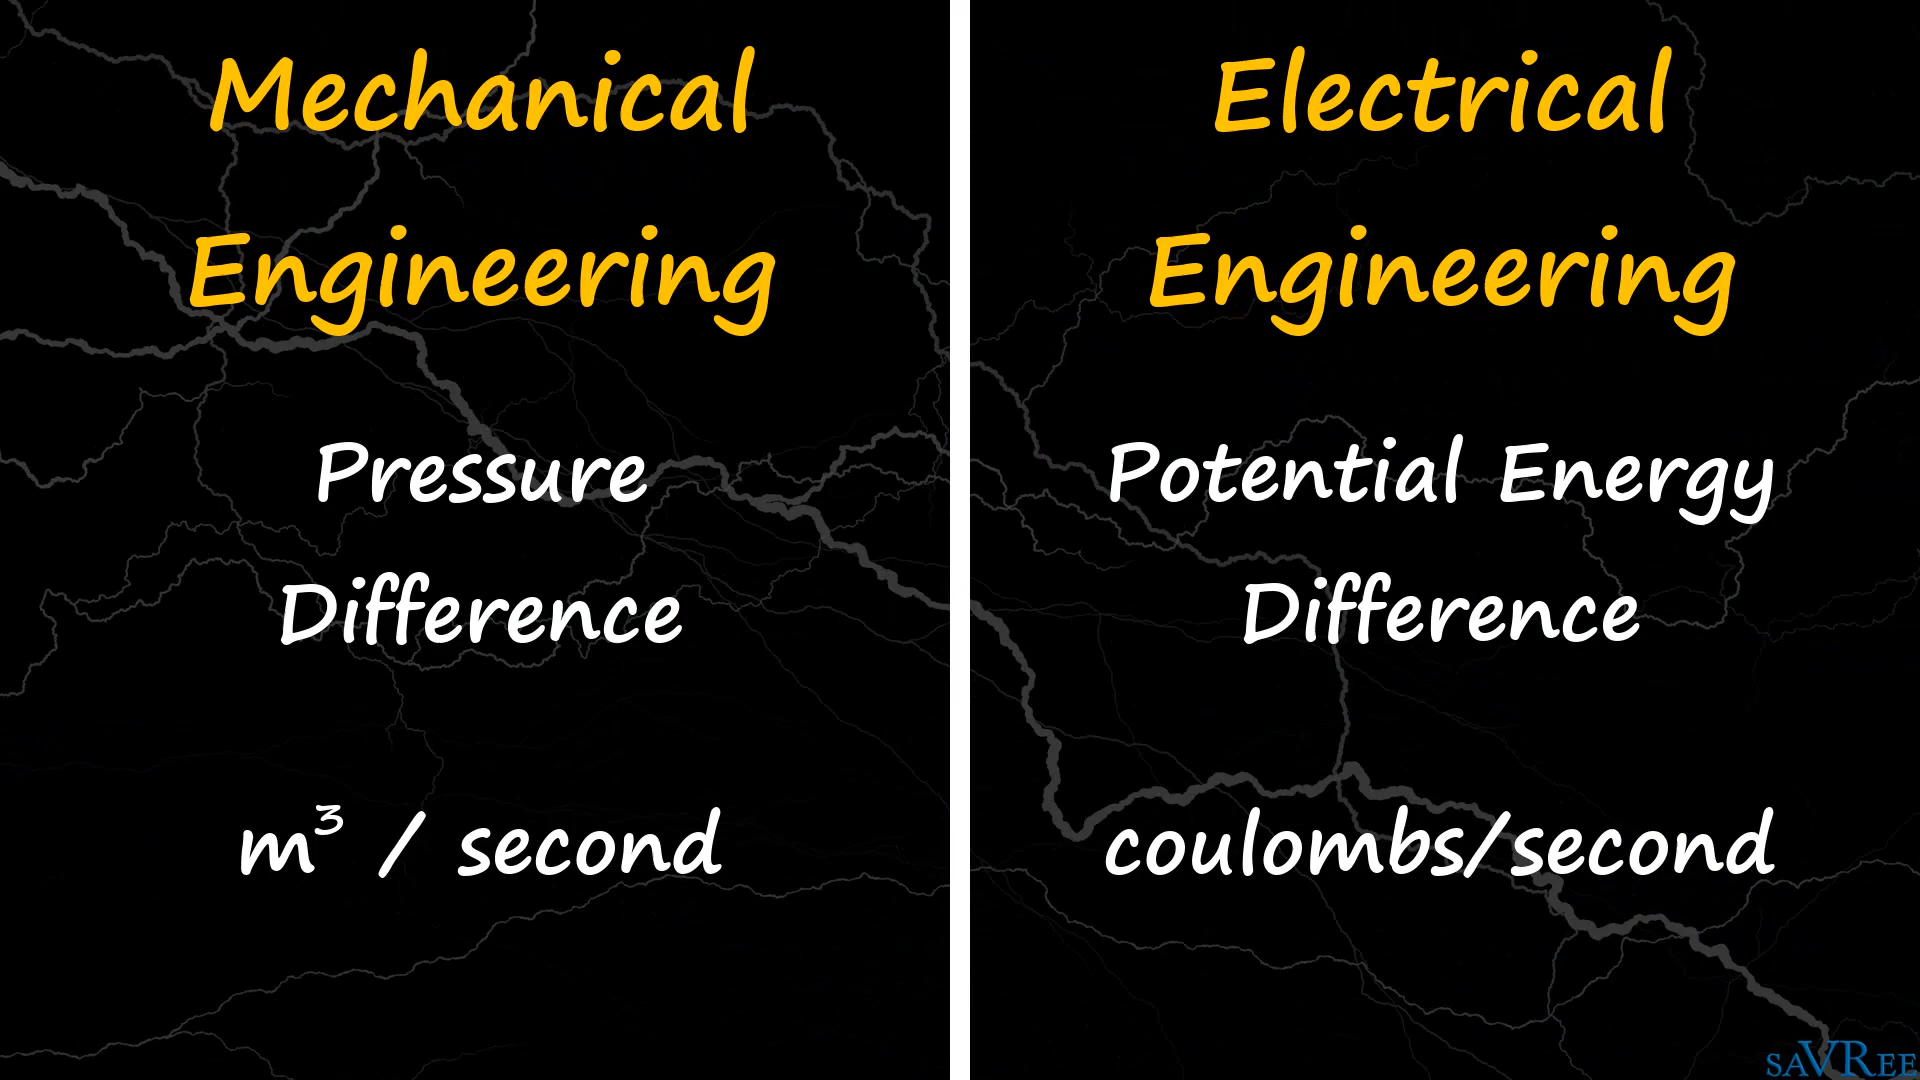 Mechanical
Engineering
Pressure
Difference
m³ / second
Electrical
Engineering
Potential Energy
Difference
coulombs/second
saVRee